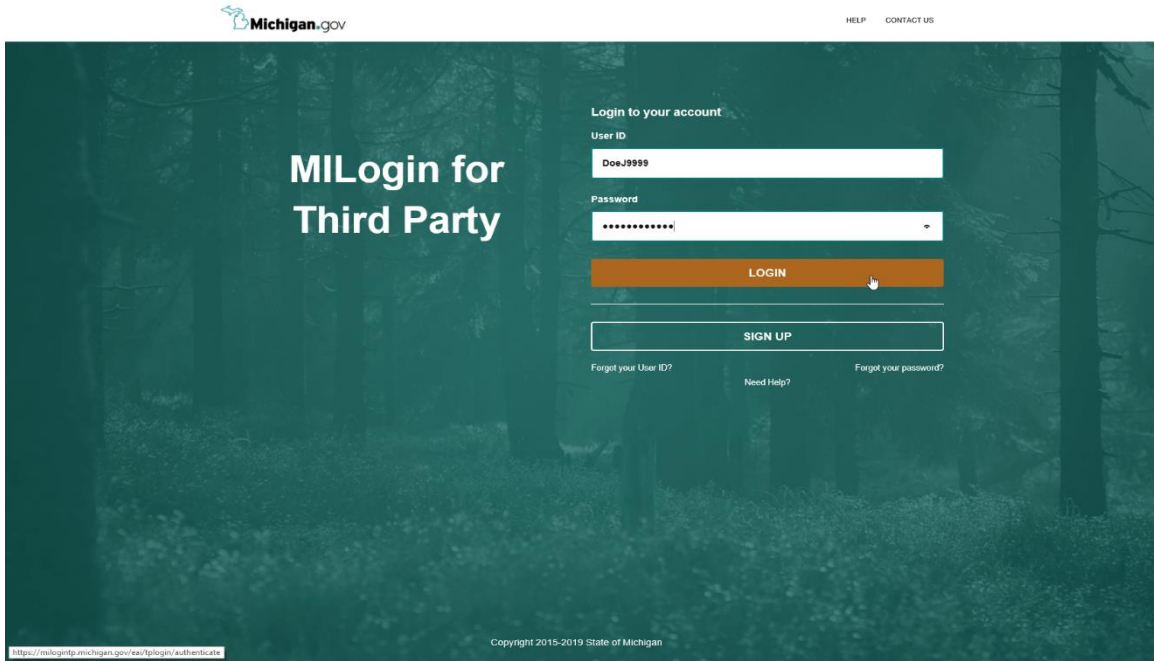 Michigan.gov
HELP CONTACT US
MILogin for
Third Party
Login to your account
User ID
DoeJ9999
Password
••••••••••••
LOGIN
SIGN UP
Forgot your User ID? Forgot your password?
Need Help?
Copyright 2015-2019 State of Michigan
https://milogintp.michigan.gov/eai/tplogin/authenticate